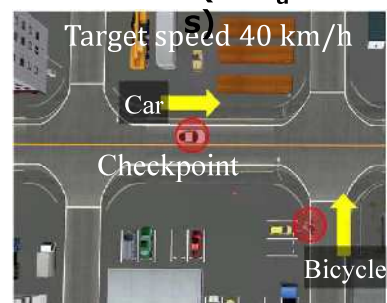 s)
Target speed 40 km/h
Car
Checkpoint
Bicycle